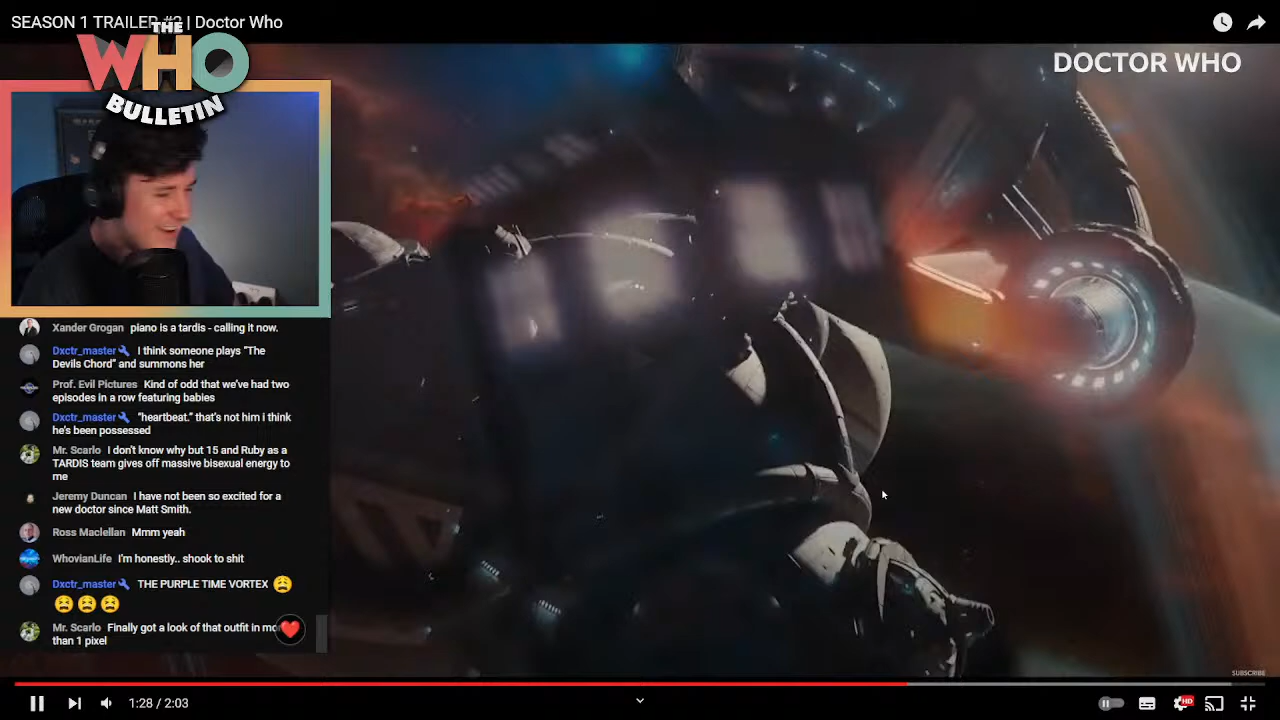 SEASON 1 TRAILER #2 | Doctor Who
THE
WHO
BULLETIN
DOCTOR WHO
Xander Grogan piano is a tardis - calling it now.
Dxctr_master I think someone plays “The
Devils Chord” and summons her
Prof. Evil Pictures Kind of odd that we’ve had two
episodes in a row featuring babies
Dxctr_master “heartbeat.” that’s not him i think
he’s been possessed
Mr. Scarlo I don't know why but 15 and Ruby as a
TARDIS team gives off massive bisexual energy to
me
Jeremy Duncan I have not been so excited for a
new doctor since Matt Smith.
Ross Maclellan Mmm yeah
WhovianLife I'm honestly.. shook to shit
Dxctr_master THE PURPLE TIME VORTEX 😩
😫 😫 😫
Mr. Scarlo Finally got a look of that outfit in mo
than 1 pixel
SUBSCRIBE
1:28 / 2:03
HD